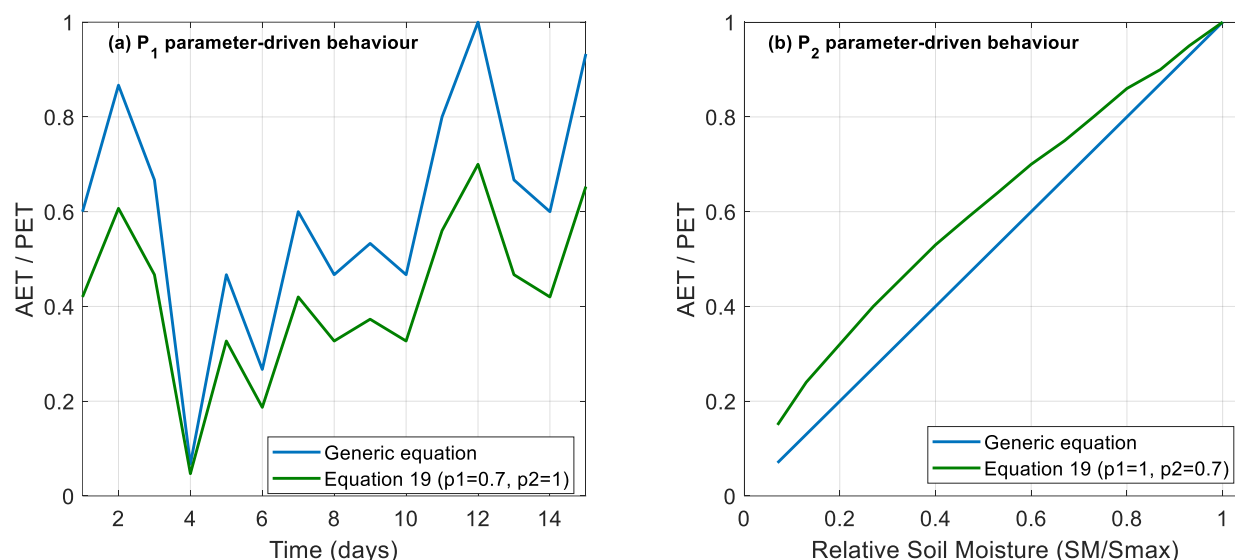 (a) P1 parameter-driven behaviour
1
0.8
0.6
0.4
0.2
0
AET / PET
2 4 6 8 10 12 14
Time (days)
Generic equation
Equation 19 (p1=0.7, p2=1)
(b) P2 parameter-driven behaviour
1
0.8
0.6
0.4
0.2
0
AET / PET
0 0.2 0.4 0.6 0.8 1
Relative Soil Moisture (SM/Smax)
Generic equation
Equation 19 (p1=1, p2=0.7)